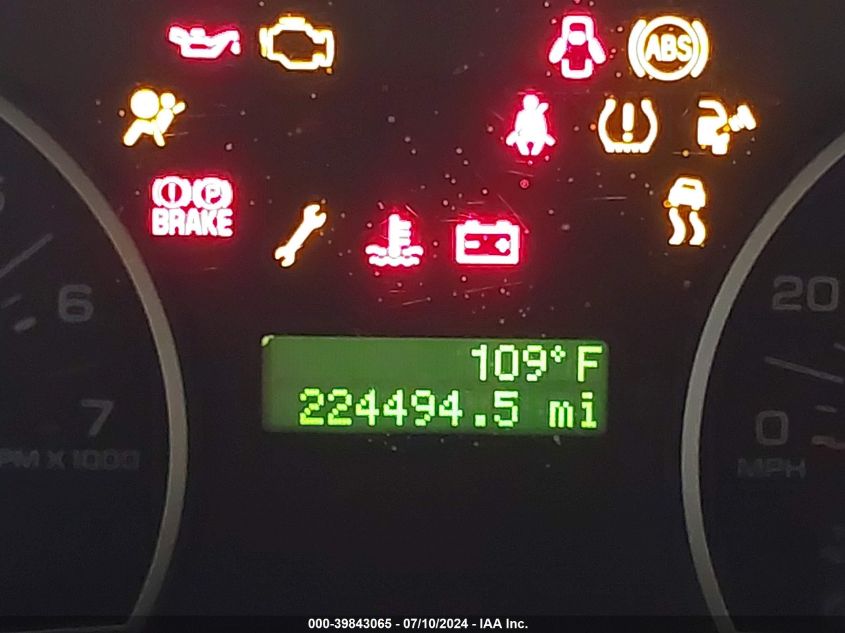 ABS
P
BRAKE
109°F
224494.5 mi
6
7
RPM X 1000
20
0
MPH
000-39843065 - 07/10/2024 - IAA Inc.